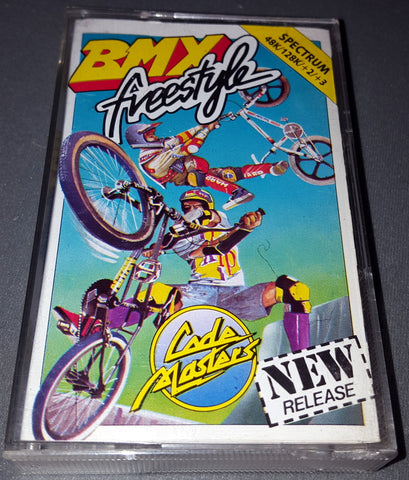 BMX
freestyle
SPECTRUM
48K/128K/+2/+3
Code
Masters
NEW
RELEASE